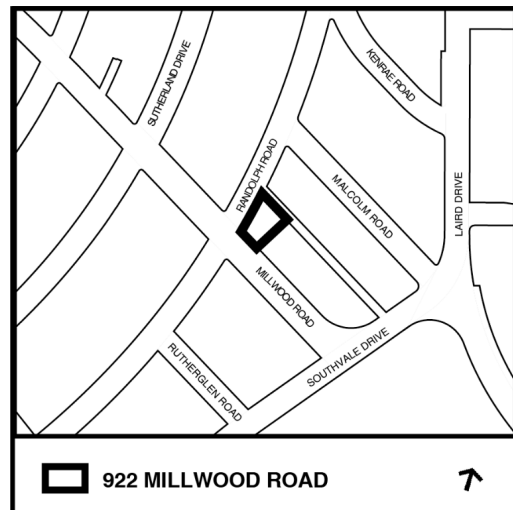 SUTHERLAND DRIVE
KENRAE ROAD
RANDOLPH ROAD
MALCOLM ROAD
LAIRD DRIVE
MILLWOOD ROAD
SOUTHVALE DRIVE
RUTHERGLEN ROAD
922 MILLWOOD ROAD